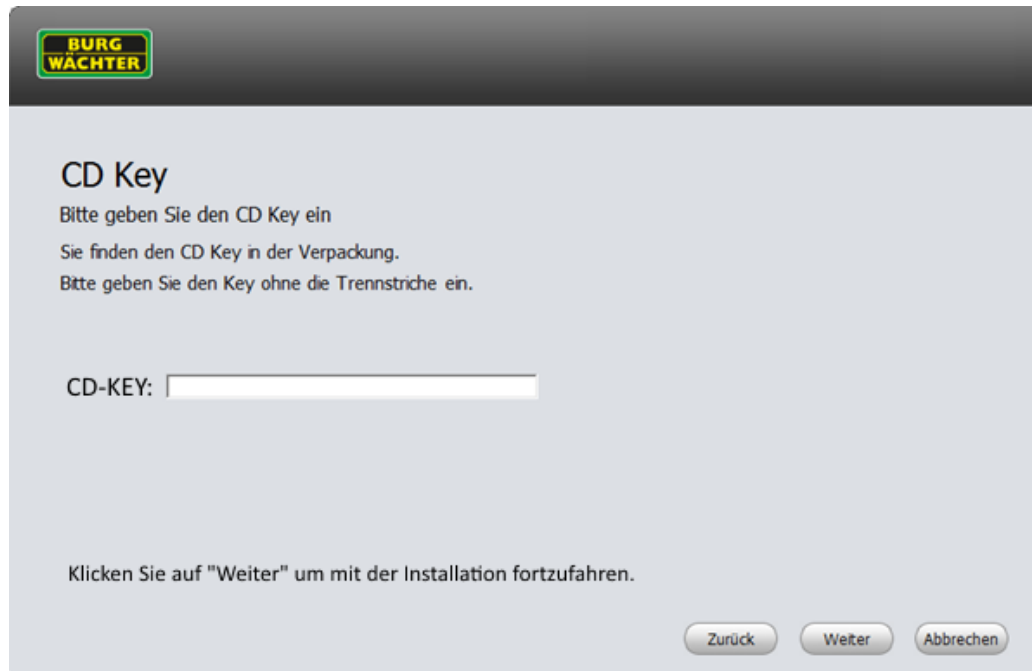 BURG
WÄCHTER
CD Key
Bitte geben Sie den CD Key ein
Sie finden den CD Key in der Verpackung.
Bitte geben Sie den Key ohne die Trennstriche ein.
CD-KEY:
Klicken Sie auf "Weiter" um mit der Installation fortzufahren.
Zurück Weiter Abbrechen